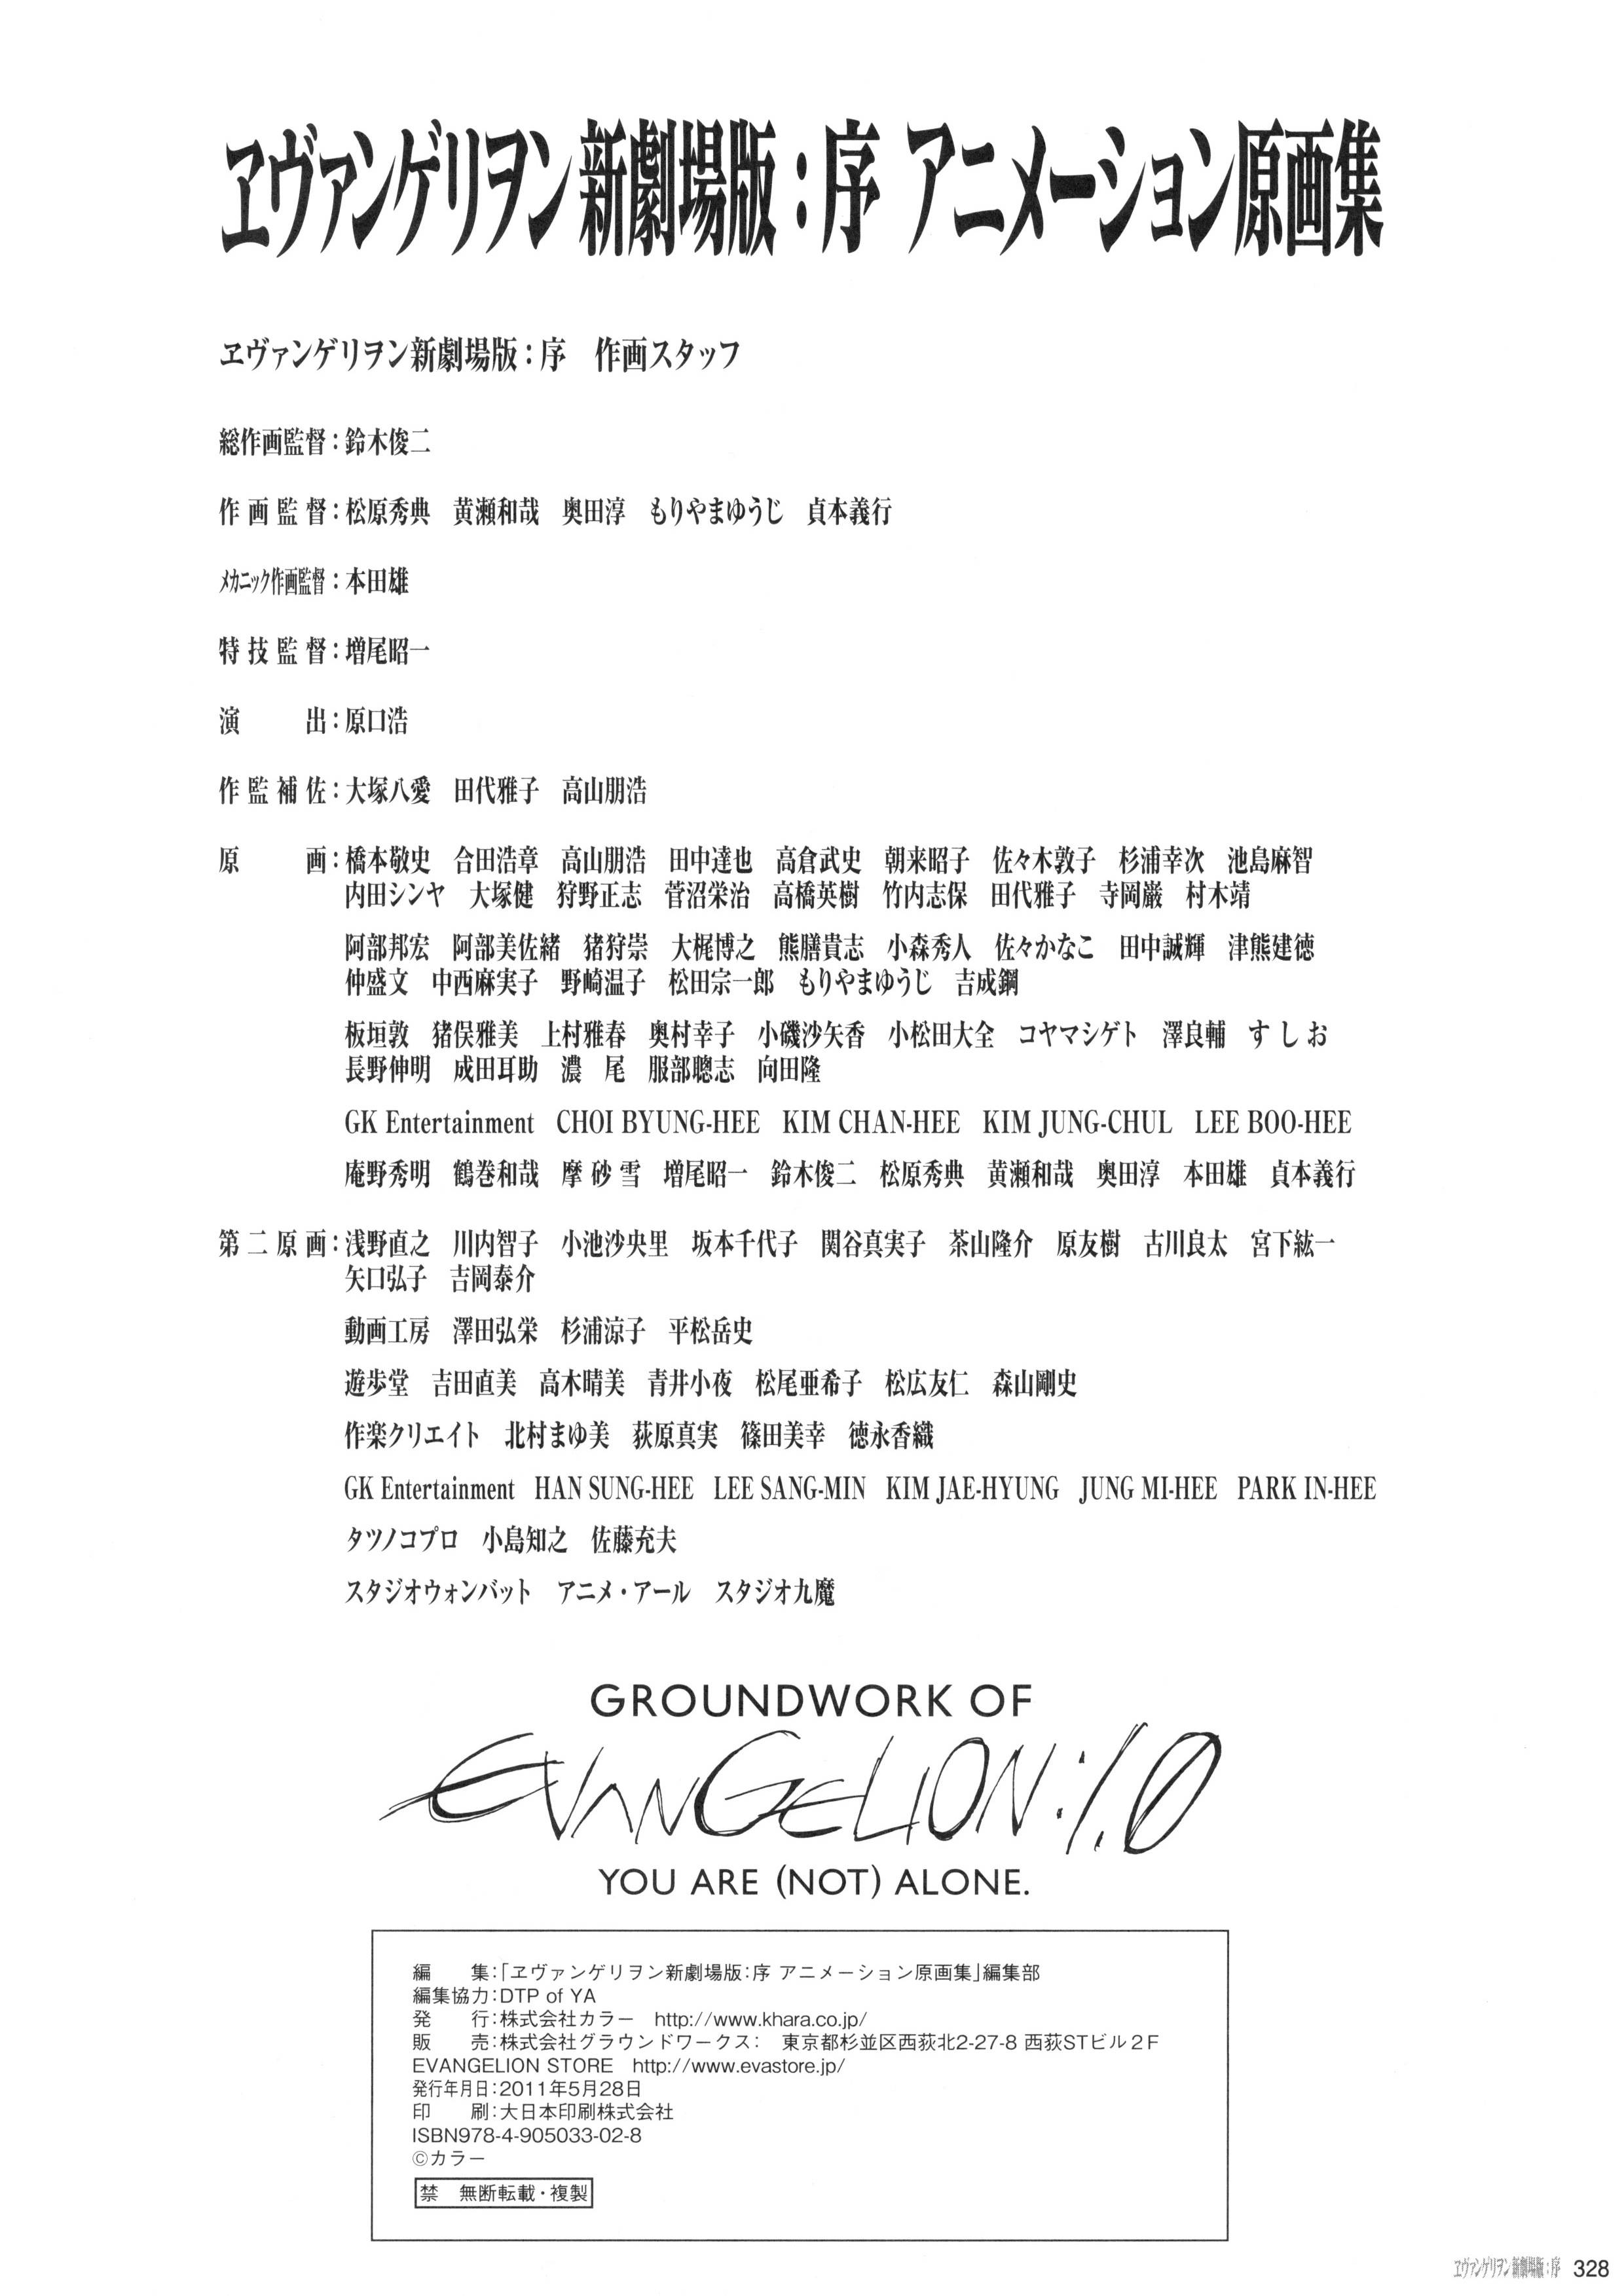 ヱヴァンゲリヲン新劇場版：序 アニメーション原画集
ヱヴァンゲリヲン新劇場版：序　作画スタッフ
総作画監督：鈴木俊二
作画監督：松原秀典　黄瀬和哉　奥田淳　もりやまゆうじ　貞本義行
メカニック作画監督：本田雄
特技監督：増尾昭一
演　出：原口浩
作監補佐：大塚八愛　田代雅子　高山朋浩
原　画：橋本敬史　合田浩章　高山朋浩　田中達也　高倉武史　朝来昭子　佐々木敦子　杉浦幸次　池島麻智
内田シンヤ　大塚健　狩野正志　菅沼栄治　高橋英樹　竹内志保　田代雅子　寺岡巌　村木靖
阿部邦宏　阿部美佐緒　猪狩崇　大梶博之　熊膳貴志　小森秀人　佐々かなこ　田中誠輝　津熊建徳
仲盛文　中西麻実子　野崎温子　松田宗一郎　もりやまゆうじ　吉成鋼
板垣敦　猪俣雅美　上村雅春　奥村幸子　小磯沙矢香　小松田大全　コヤマシゲト　澤良輔　すしお
長野伸明　成田耳助　濃　尾　服部聰志　向田隆
GK Entertainment　CHOI BYUNG-HEE　KIM CHAN-HEE　KIM JUNG-CHUL　LEE BOO-HEE
庵野秀明　鶴巻和哉　摩砂雪　増尾昭一　鈴木俊二　松原秀典　黄瀬和哉　奥田淳　本田雄　貞本義行
第二原画：浅野直之　川内智子　小池沙央里　坂本千代子　関谷真実子　茶山隆介　原友樹　古川良太　宮下紘一
矢口弘子　吉岡泰介
動画工房　澤田弘栄　杉浦涼子　平松岳史
遊歩堂　吉田直美　高木晴美　青井小夜　松尾亜希子　松広友仁　森山剛史
作楽クリエイト　北村まゆ美　荻原真実　篠田美幸　徳永香織
GK Entertainment　HAN SUNG-HEE　LEE SANG-MIN　KIM JAE-HYUNG　JUNG MI-HEE　PARK IN-HEE
タツノコプロ　小島知之　佐藤充夫
スタジオウォンバット　アニメ・アール　スタジオ九魔
GROUNDWORK OF
EVANGELION:1.0
YOU ARE (NOT) ALONE.
編　集：「ヱヴァンゲリヲン新劇場版：序 アニメーション原画集」編集部
編集協力：DTP of YA
発　行：株式会社カラー　http://www.khara.co.jp/
販　売：株式会社グラウンドワークス：　東京都杉並区西荻北2-27-8 西荻STビル2F
EVANGELION STORE　http://www.evastore.jp/
発行年月日：2011年5月28日
印　刷：大日本印刷株式会社
ISBN978-4-905033-02-8
©カラー
禁　無断転載・複製
ヱヴァンゲリヲン新劇場版：序 328